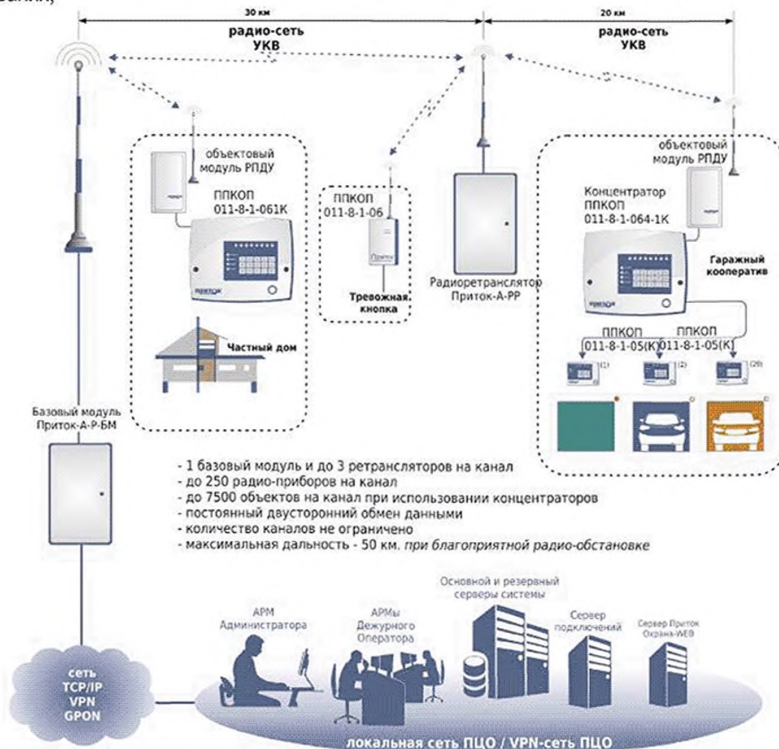 30 км
20 км
радио-сеть
УКВ
радио-сеть
УКВ
объектовый
модуль РПДУ
ППКОП
011-8-1-061К
Частный дом
ППКОП
011-8-1-06
Приток
Тревожная
кнопка
Радиоретранслятор
Приток-А-РР
объектовый
модуль РПДУ
Концентратор
ППКОП
011-8-1-064-1К
Гаражный
кооператив
ППКОП
011-8-1-05(К)
ППКОП
011-8-1-05(К)
(1)
(2)
(20)
Базовый модуль
Приток-А-Р-БМ
- 1 базовый модуль и до 3 ретрансляторов на канал
- до 250 радио-приборов на канал
- до 7500 объектов на канал при использовании концентраторов
- постоянный двусторонний обмен данными
- количество каналов не ограничено
- максимальная дальность - 50 км. при благоприятной радио-обстановке
АРМ
Администратора
АРМы
Дежурного
Оператора
Основной и резервный
серверы системы
Сервер
подключений
Сервер Приток
Охрана-WEB
сеть
TCP/IP
VPN
GPON
локальная сеть ПЦО / VPN-сеть ПЦО